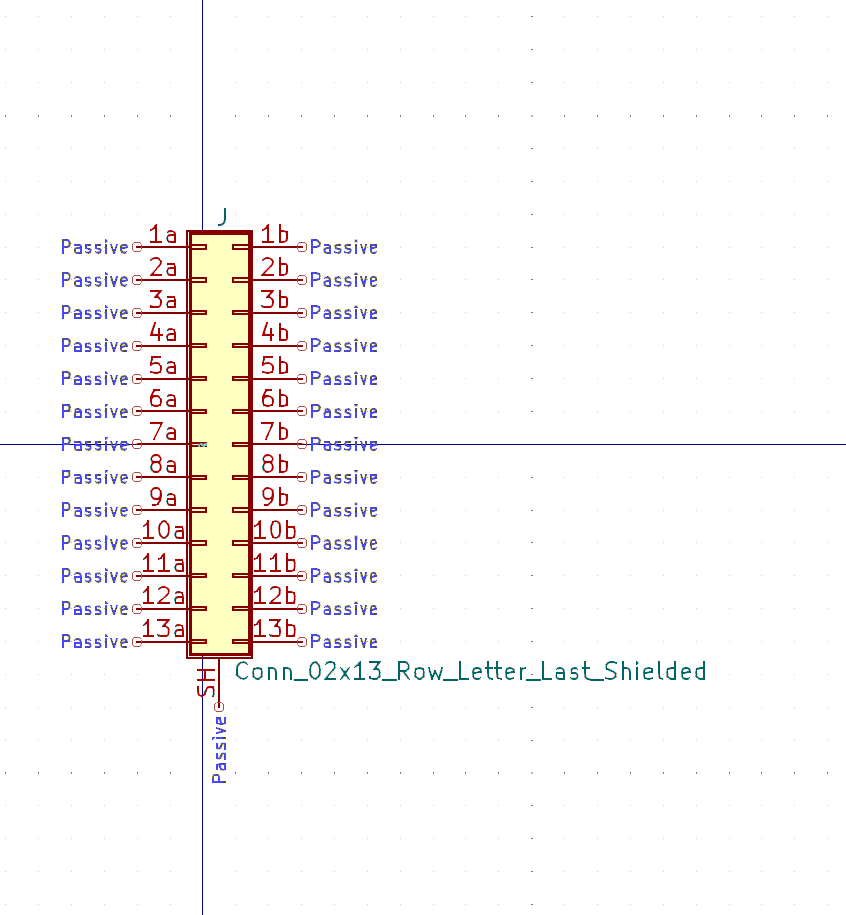 J
Passive 1a 1b Passive
Passive 2a 2b Passive
Passive 3a 3b Passive
Passive 4a 4b Passive
Passive 5a 5b Passive
Passive 6a 6b Passive
Passive 7a 7b Passive
Passive 8a 8b Passive
Passive 9a 9b Passive
Passive 10a 10b Passive
Passive 11a 11b Passive
Passive 12a 12b Passive
Passive 13a 13b Passive
SH
Conn_02x13_Row_Letter_Last_Shielded
Passive